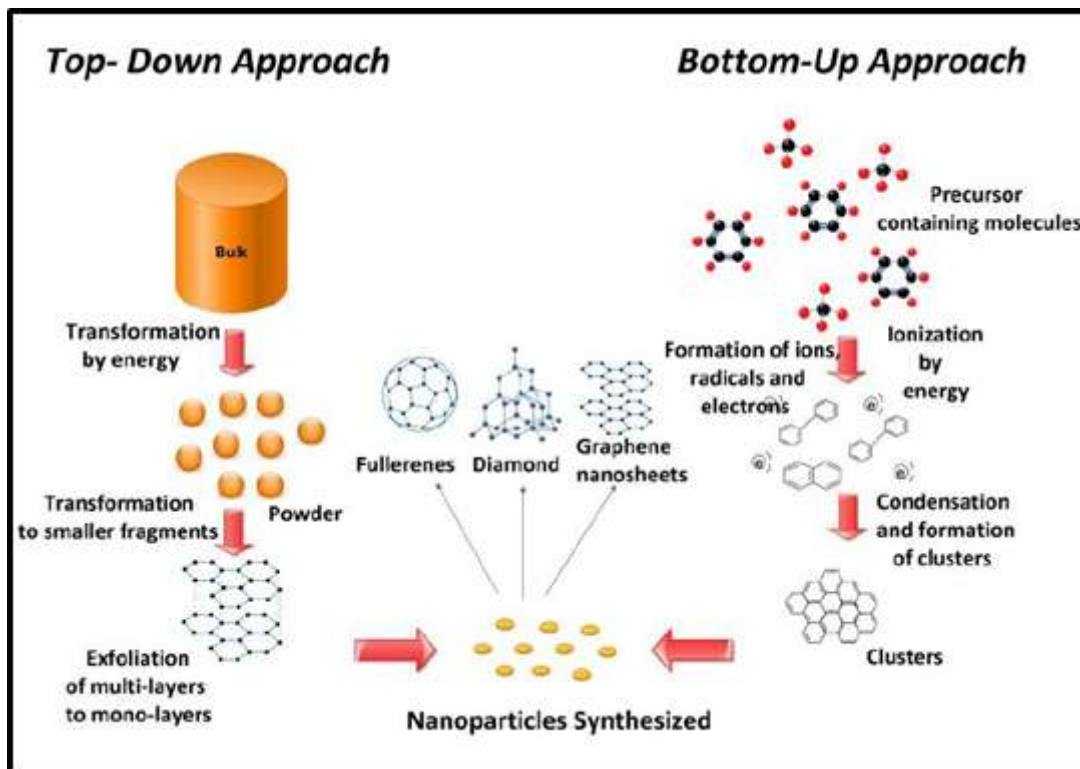 Top- Down Approach
Bulk
Transformation
by energy
Powder
Transformation
to smaller fragments
Exfoliation
of multi-layers
to mono-layers
Fullerenes
Diamond
Graphene
nanosheets
Nanoparticles Synthesized
Bottom-Up Approach
Precursor
containing molecules
Formation of ions,
radicals and
electrons
Ionization
by
energy
e
e
e
e
Condensation
and formation
of clusters
Clusters